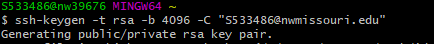 S533486@nw39676 MINGW64 ~
$ ssh-keygen -t rsa -b 4096 -C "S533486@nwmissouri.edu"
Generating public/private rsa key pair.